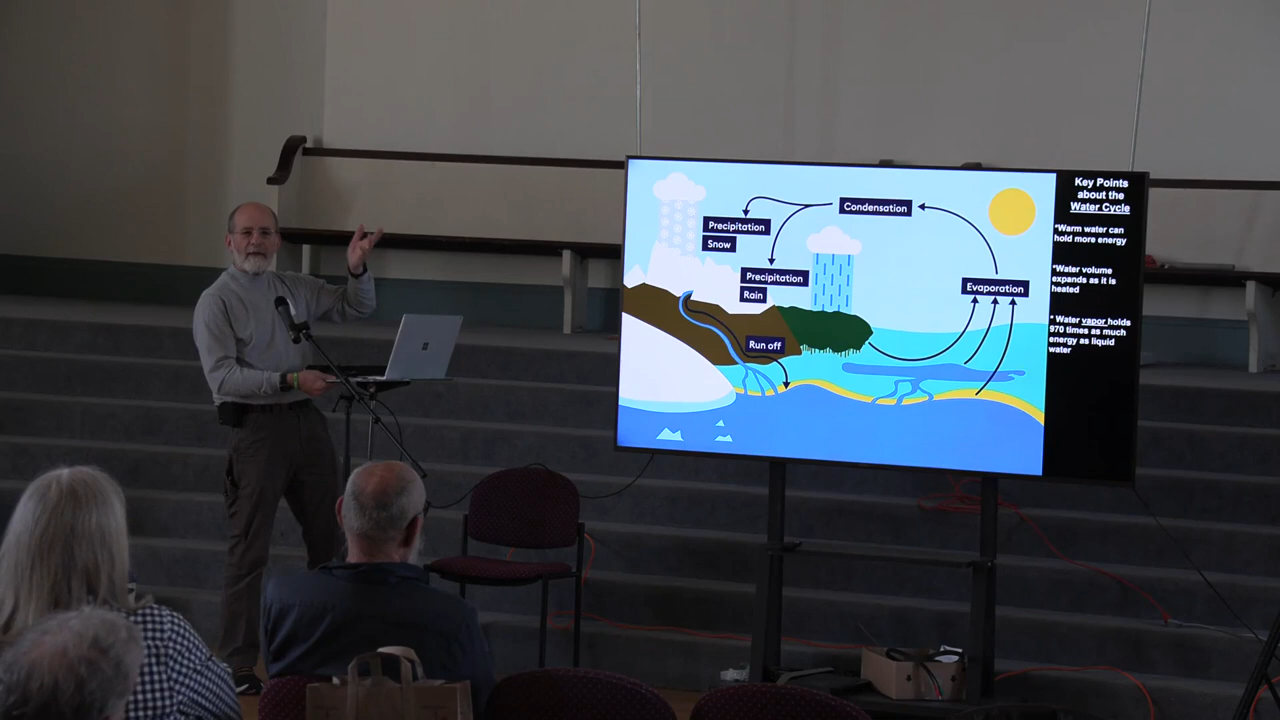 Condensation
Precipitation
Snow
Precipitation
Rain
Evaporation
Run off
Key Points
about the
Water Cycle
*Warm water can
hold more energy
*Water volume
expands as it is
heated
* Water vapor holds
970 times as much
energy as liquid
water